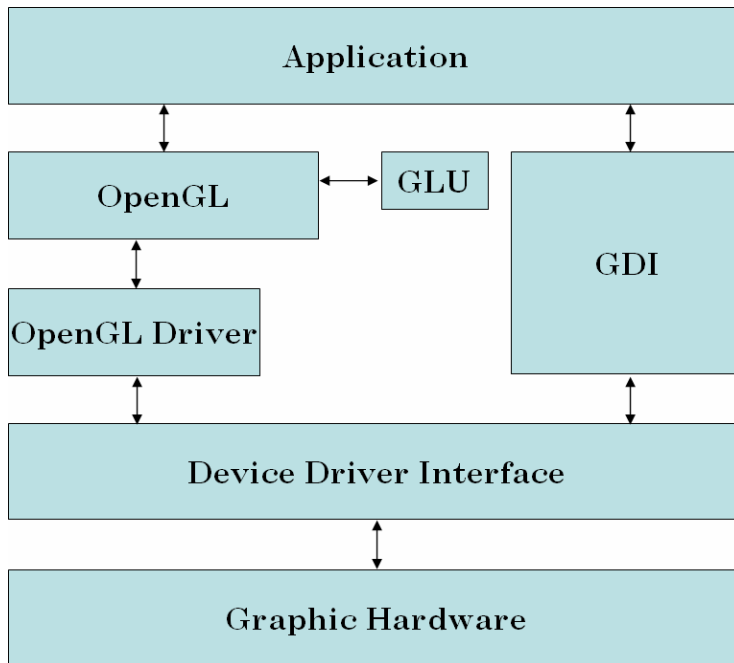 Application
OpenGL
GLU
GDI
OpenGL Driver
Device Driver Interface
Graphic Hardware